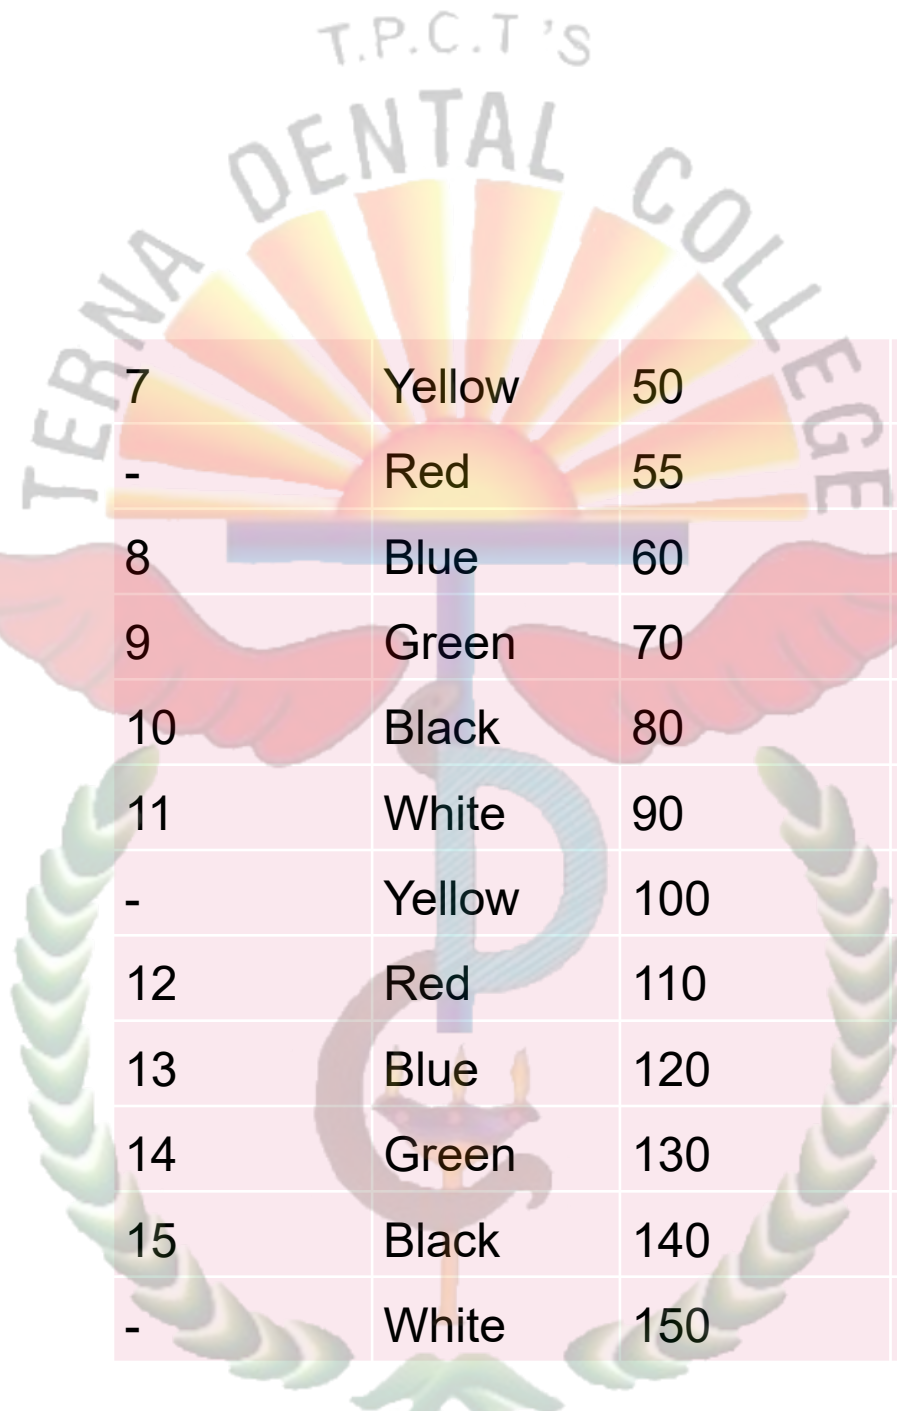 T.P.C.T'S
TERNA DENTAL COLLEGE
7 Yellow 50
- Red 55
8 Blue 60
9 Green 70
10 Black 80
11 White 90
- Yellow 100
12 Red 110
13 Blue 120
14 Green 130
15 Black 140
- White 150